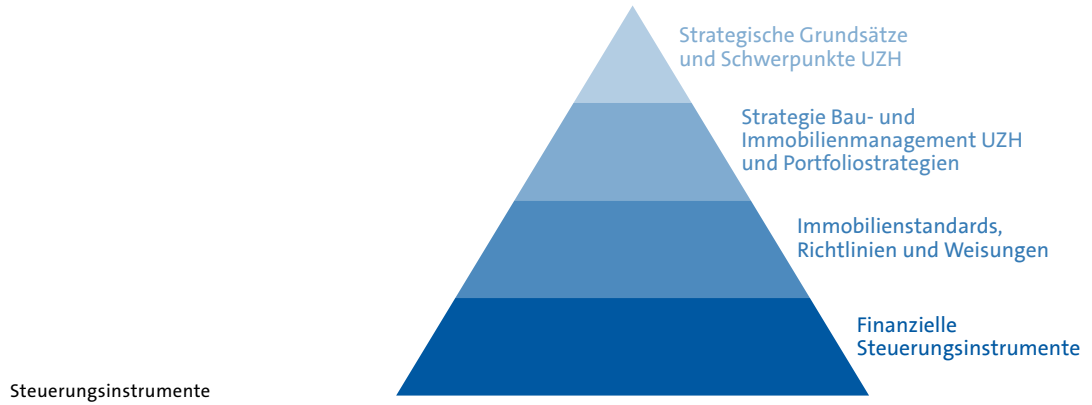 Strategische Grundsätze
und Schwerpunkte UZH
Strategie Bau- und
Immobilienmanagement UZH
und Portfoliostrategien
Immobilienstandards,
Richtlinien und Weisungen
Finanzielle
Steuerungsinstrumente
Steuerungsinstrumente